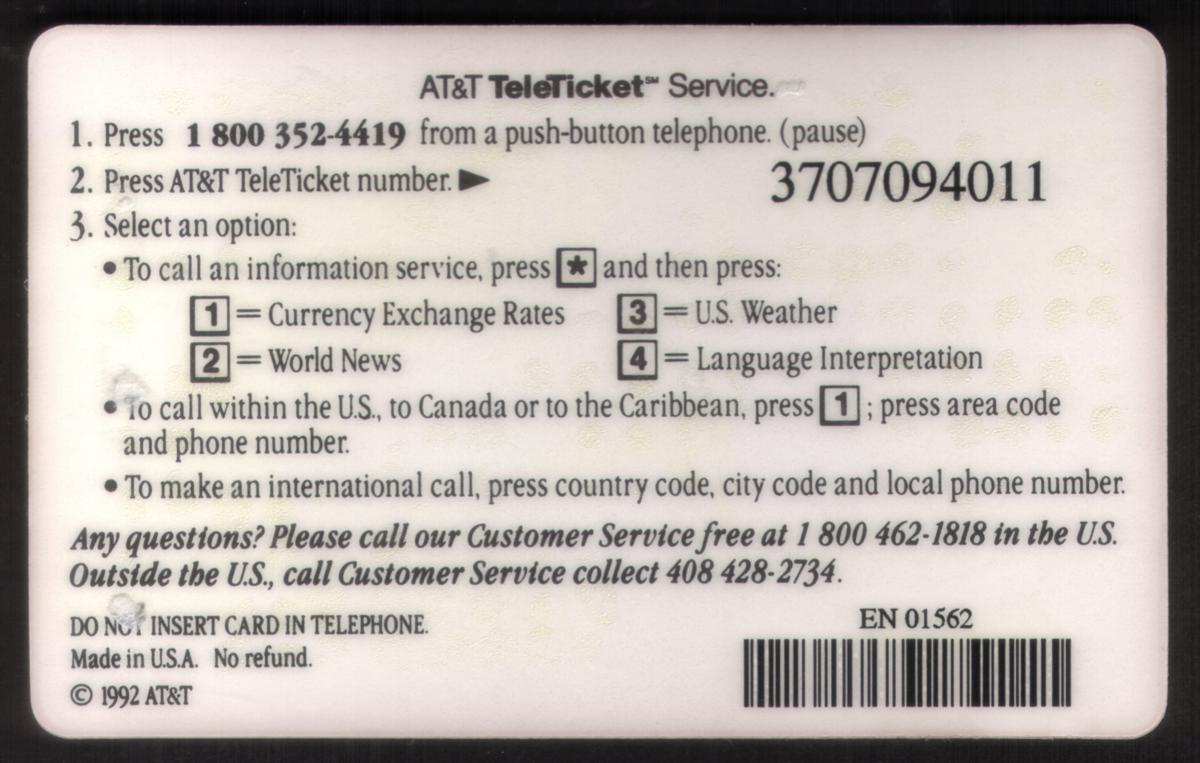 AT&T TeleTicket℠ Service.
1. Press 1 800 352-4419 from a push-button telephone. (pause)
2. Press AT&T TeleTicket number. ► 3707094011
3. Select an option:
• To call an information service, press * and then press:
1 = Currency Exchange Rates 3 = U.S. Weather
2 = World News 4 = Language Interpretation
• To call within the U.S., to Canada or to the Caribbean, press 1 ; press area code
and phone number.
• To make an international call, press country code, city code and local phone number.
Any questions? Please call our Customer Service free at 1 800 462-1818 in the U.S.
Outside the U.S., call Customer Service collect 408 428-2734.
DO NOT INSERT CARD IN TELEPHONE.
EN 01562
Made in U.S.A. No refund.
© 1992 AT&T